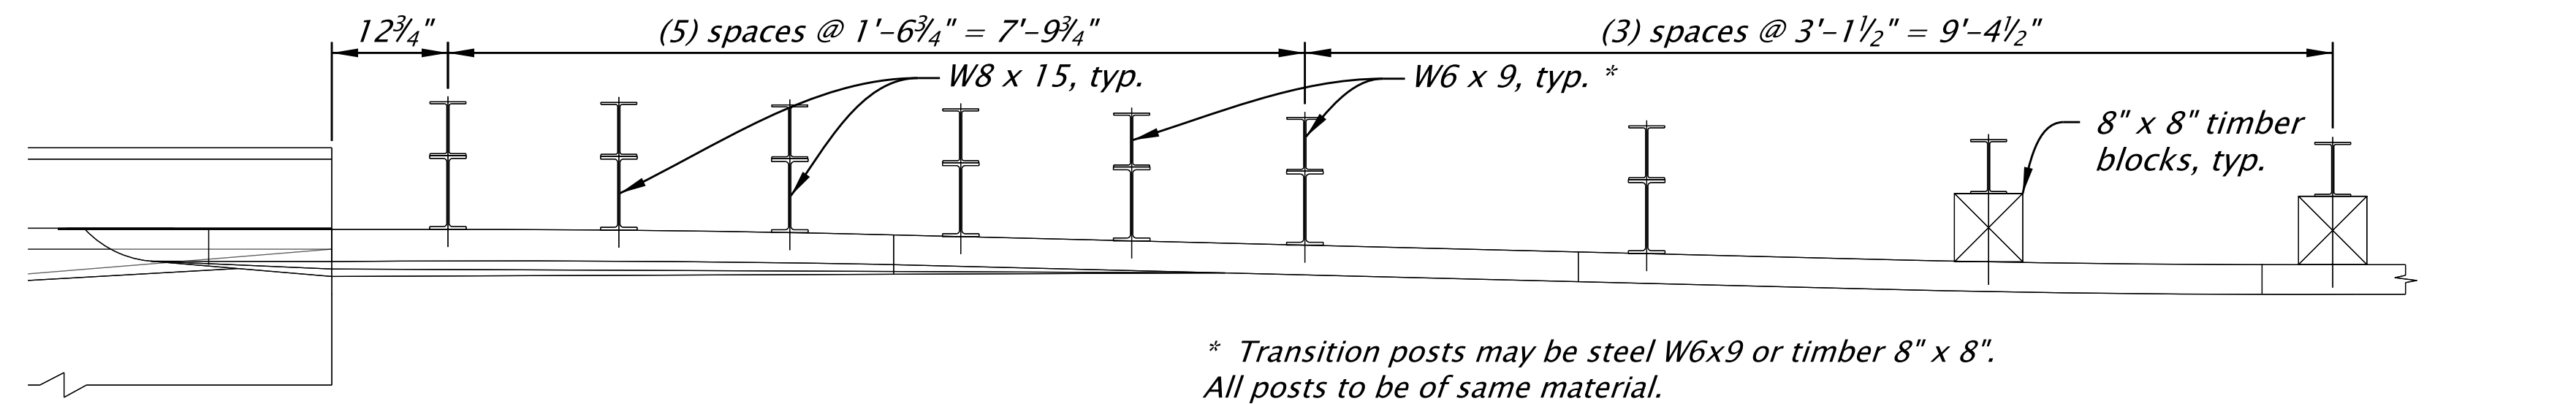 12¾"
(5) spaces @ 1'-6¾" = 7'-9¾"
(3) spaces @ 3'-1½" = 9'-4½"
W8 x 15, typ.
W6 x 9, typ. *
8" x 8" timber
blocks, typ.
* Transition posts may be steel W6x9 or timber 8" x 8".
All posts to be of same material.